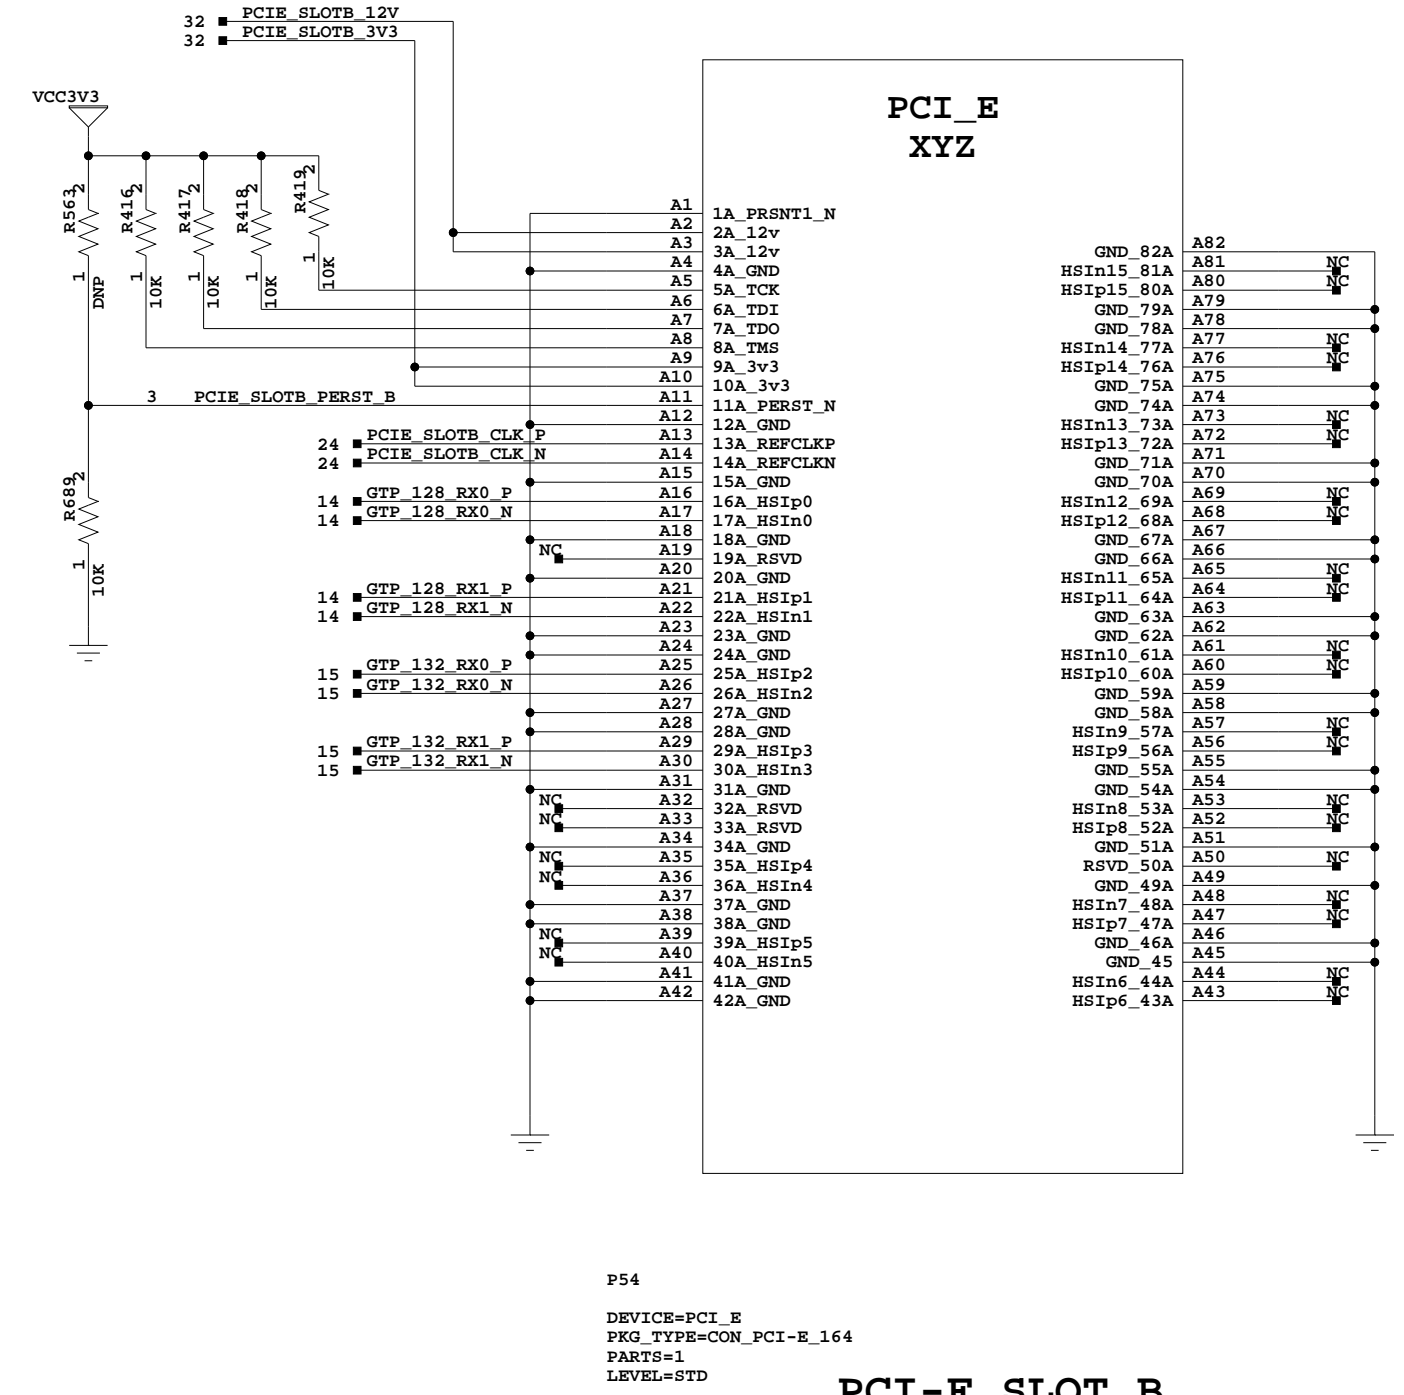 32 PCIE_SLOTB_12V
32 PCIE_SLOTB_3V3
VCC3V3
PCI_E
XYZ
R563 2 1 DNP
R416 2 1 10K
R417 2 1 10K
R418 2 1 10K
R419 2 1 10K
A1 1A_PRSNT1_N
A2 2A_12v
A3 3A_12v
A4 4A_GND
A5 5A_TCK
A6 6A_TDI
A7 7A_TDO
A8 8A_TMS
A9 9A_3v3
A10 10A_3v3
3 PCIE_SLOTB_PERST_B A11 11A_PERST_N
A12 12A_GND
24 PCIE_SLOTB_CLK_P A13 13A_REFCLKP
24 PCIE_SLOTB_CLK_N A14 14A_REFCLKN
A15 15A_GND
14 GTP_128_RX0_P A16 16A_HSIp0
14 GTP_128_RX0_N A17 17A_HSIn0
A18 18A_GND
NC A19 19A_RSVD
A20 20A_GND
14 GTP_128_RX1_P A21 21A_HSIp1
14 GTP_128_RX1_N A22 22A_HSIn1
A23 23A_GND
A24 24A_GND
15 GTP_132_RX0_P A25 25A_HSIp2
15 GTP_132_RX0_N A26 26A_HSIn2
A27 27A_GND
A28 28A_GND
15 GTP_132_RX1_P A29 29A_HSIp3
15 GTP_132_RX1_N A30 30A_HSIn3
A31 31A_GND
NC A32 32A_RSVD
NC A33 33A_RSVD
A34 34A_GND
NC A35 35A_HSIp4
NC A36 36A_HSIn4
A37 37A_GND
A38 38A_GND
NC A39 39A_HSIp5
NC A40 40A_HSIn5
A41 41A_GND
A42 42A_GND
R689 2 1 10K
GND_82A A82
HSIn15_81A A81 NC
HSIp15_80A A80 NC
GND_79A A79
GND_78A A78
HSIn14_77A A77 NC
HSIp14_76A A76 NC
GND_75A A75
GND_74A A74
HSIn13_73A A73 NC
HSIp13_72A A72 NC
GND_71A A71
GND_70A A70
HSIn12_69A A69 NC
HSIp12_68A A68 NC
GND_67A A67
GND_66A A66
HSIn11_65A A65 NC
HSIp11_64A A64 NC
GND_63A A63
GND_62A A62
HSIn10_61A A61 NC
HSIp10_60A A60 NC
GND_59A A59
GND_58A A58
HSIn9_57A A57 NC
HSIp9_56A A56 NC
GND_55A A55
GND_54A A54
HSIn8_53A A53 NC
HSIp8_52A A52 NC
GND_51A A51
RSVD_50A A50 NC
GND_49A A49
HSIn7_48A A48 NC
HSIp7_47A A47 NC
GND_46A A46
GND_45 A45
HSIn6_44A A44 NC
HSIp6_43A A43 NC
P54
DEVICE=PCI_E
PKG_TYPE=CON_PCI-E_164
PARTS=1
LEVEL=STD
PCI-E SLOT B